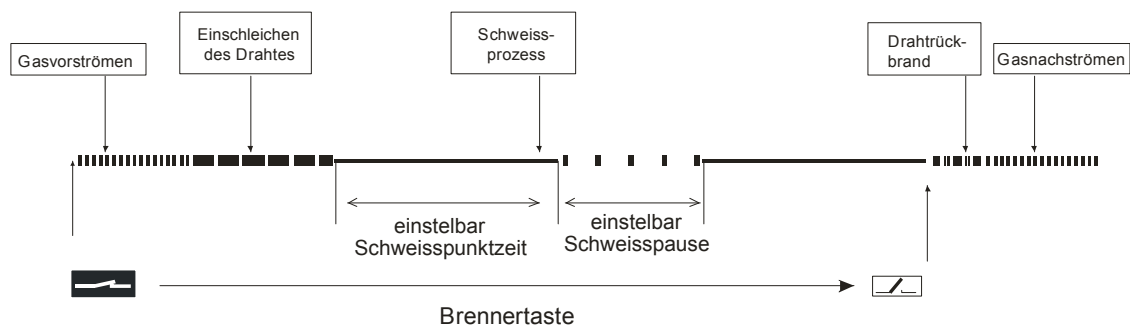 Gasvorströmen
Einschleichen
des Drahtes
Schweiss-
prozess
Drahtrück-
brand
Gasnachströmen
einstelbar
Schweisspunktzeit
einstelbar
Schweisspause
Brennertaste